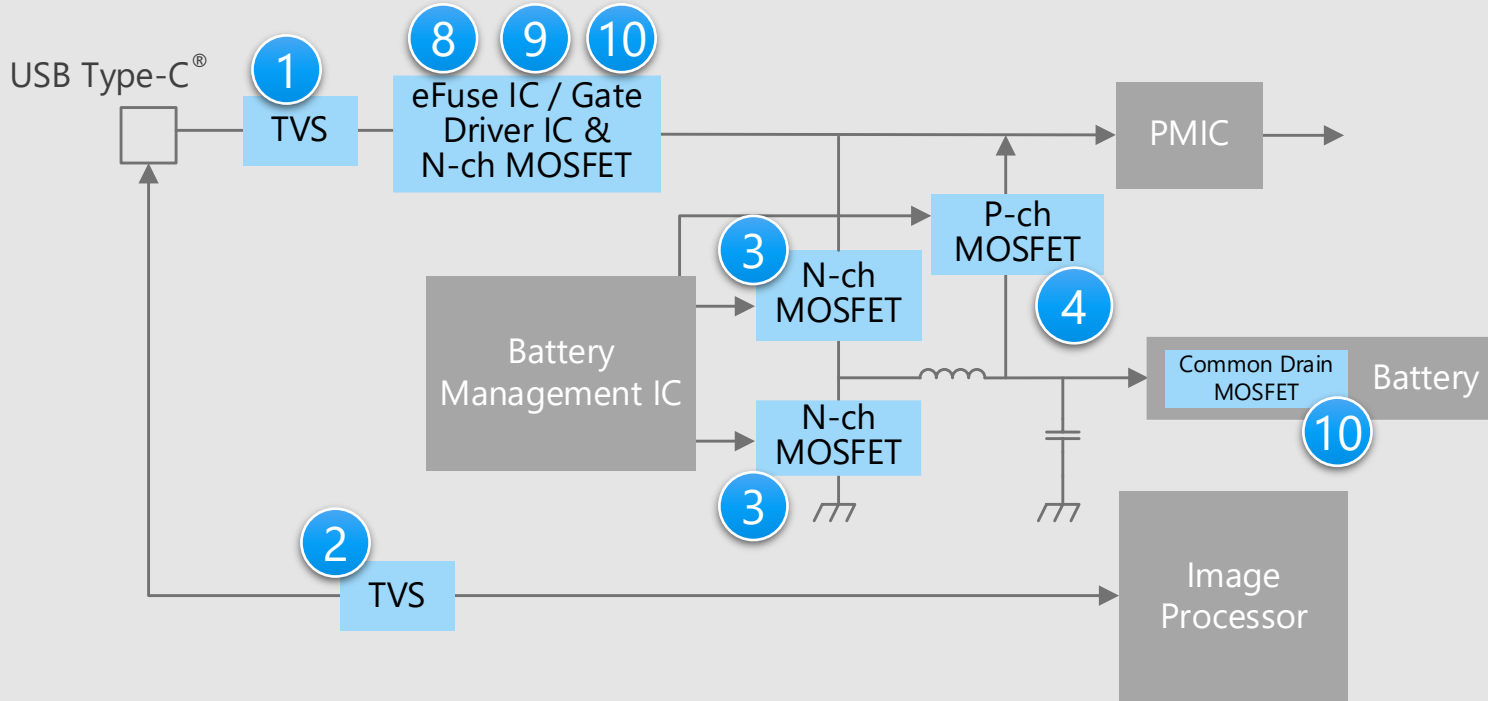 USB Type-C®
1
8
9
10
TVS
eFuse IC / Gate
Driver IC &
N-ch MOSFET
PMIC
P-ch
MOSFET
4
3
N-ch
MOSFET
Battery
Management IC
Common Drain
MOSFET
Battery
10
N-ch
MOSFET
3
2
TVS
Image
Processor